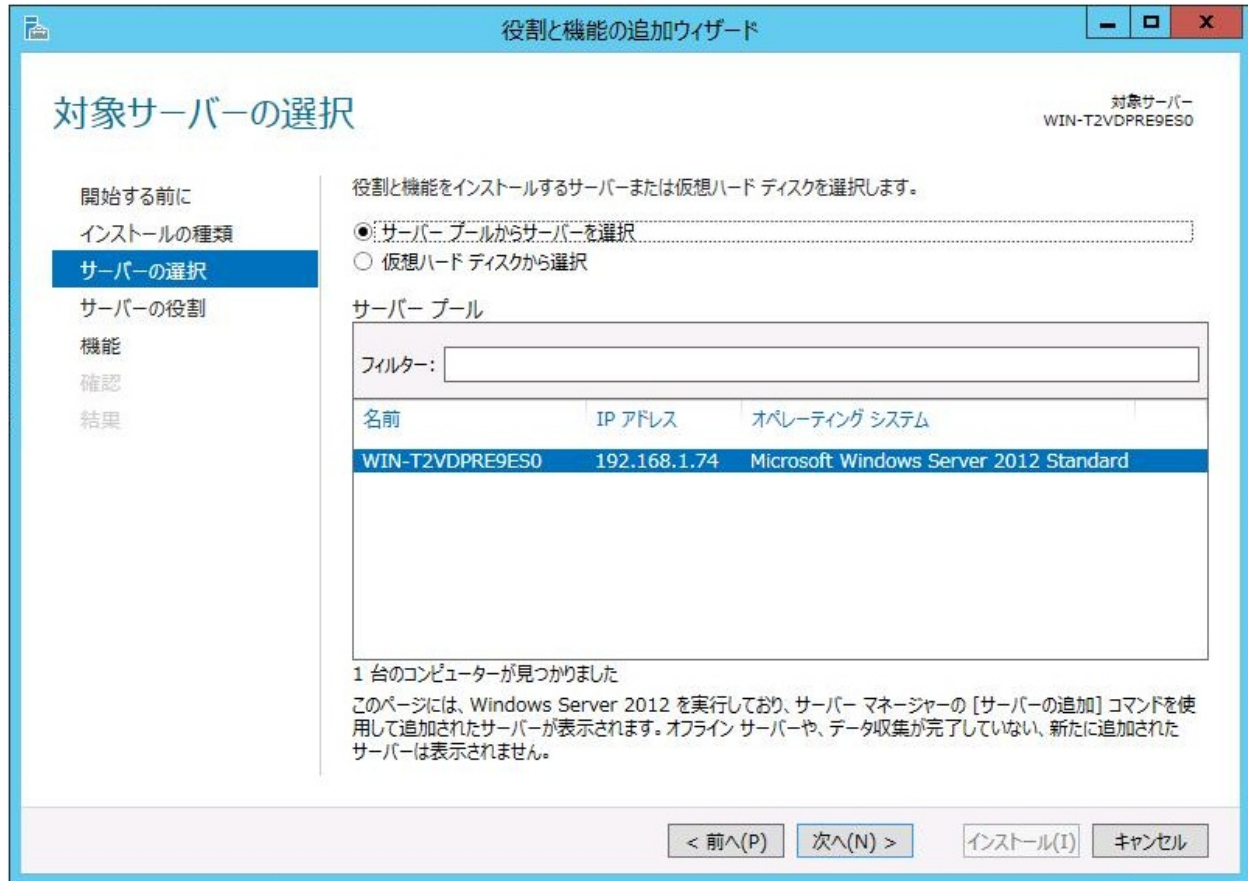 役割と機能の追加ウィザード
対象サーバーの選択
対象サーバー
WIN-T2VDPRE9ES0
開始する前に
インストールの種類
サーバーの選択
サーバーの役割
機能
確認
結果
役割と機能をインストールするサーバーまたは仮想ハード ディスクを選択します。
サーバー プールからサーバーを選択
仮想ハード ディスクから選択
サーバー プール
フィルター:
名前 IP アドレス オペレーティング システム
WIN-T2VDPRE9ES0 192.168.1.74 Microsoft Windows Server 2012 Standard
1 台のコンピューターが見つかりました
このページには、Windows Server 2012 を実行しており、サーバー マネージャーの [サーバーの追加] コマンドを使
用して追加されたサーバーが表示されます。オフライン サーバーや、データ収集が完了していない、新たに追加された
サーバーは表示されません。
< 前へ(P) 次へ(N) > インストール(I) キャンセル